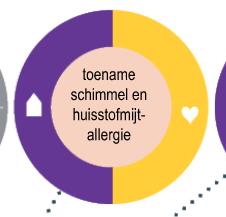 toename
schimmel en
huisstofmijt-
allergie